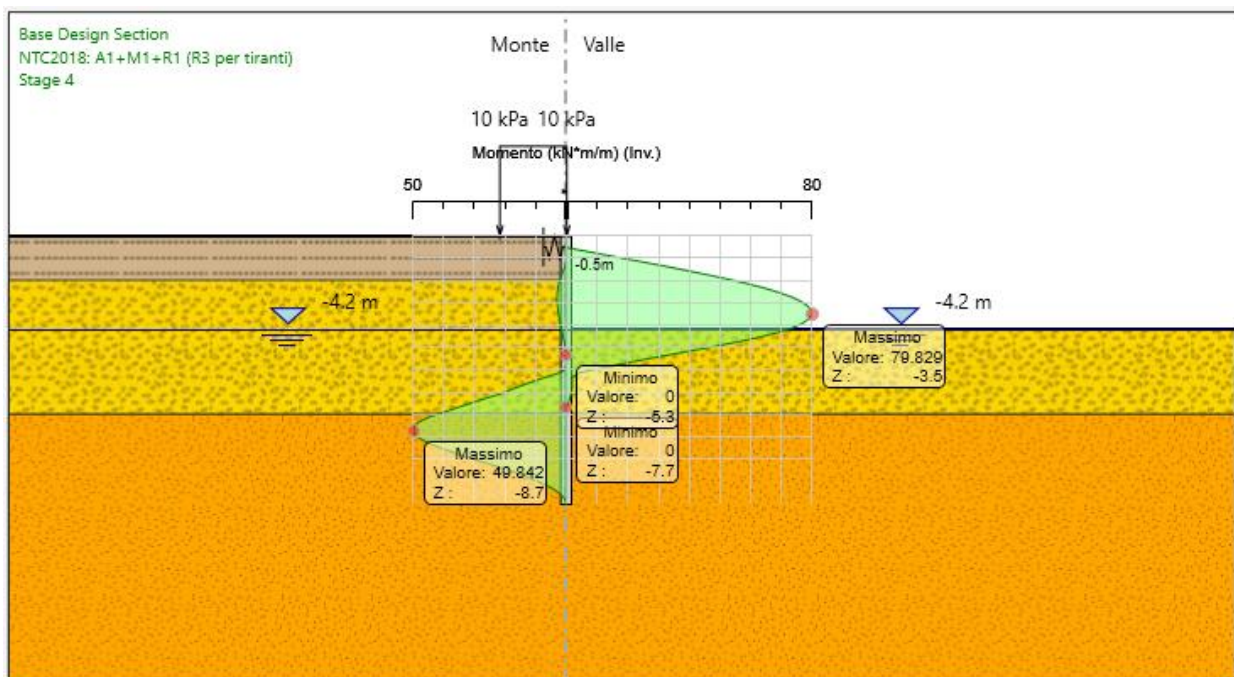 Base Design Section
NTC2018: A1+M1+R1 (R3 per tiranti)
Stage 4
Monte Valle
10 kPa 10 kPa
Momento (kN*m/m) (Inv.)
50 80
-0.5m
-4.2 m -4.2 m
Massimo
Valore: 79.829
Z : -3.5
Minimo
Valore: 0
Z : -5.3
Minimo
Valore: 0
Z : -7.7
Massimo
Valore: 49.842
Z : -8.7